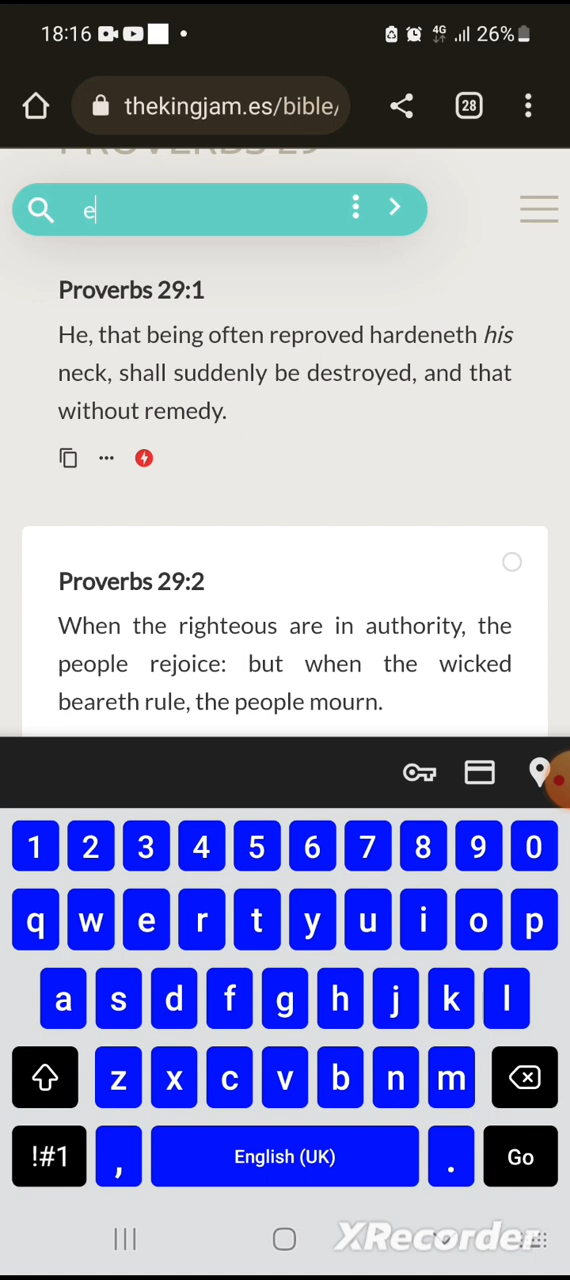 18:16 4G 26%
thekingjam.es/bible/ 28
PROVERBS 29
e
Proverbs 29:1
He, that being often reproved hardeneth his
neck, shall suddenly be destroyed, and that
without remedy.
Proverbs 29:2
When the righteous are in authority, the
people rejoice: but when the wicked
beareth rule, the people mourn.
1 2 3 4 5 6 7 8 9 0
q w e r t y u i o p
a s d f g h j k l
z x c v b n m
!#1 , English (UK) . Go
XRecorder